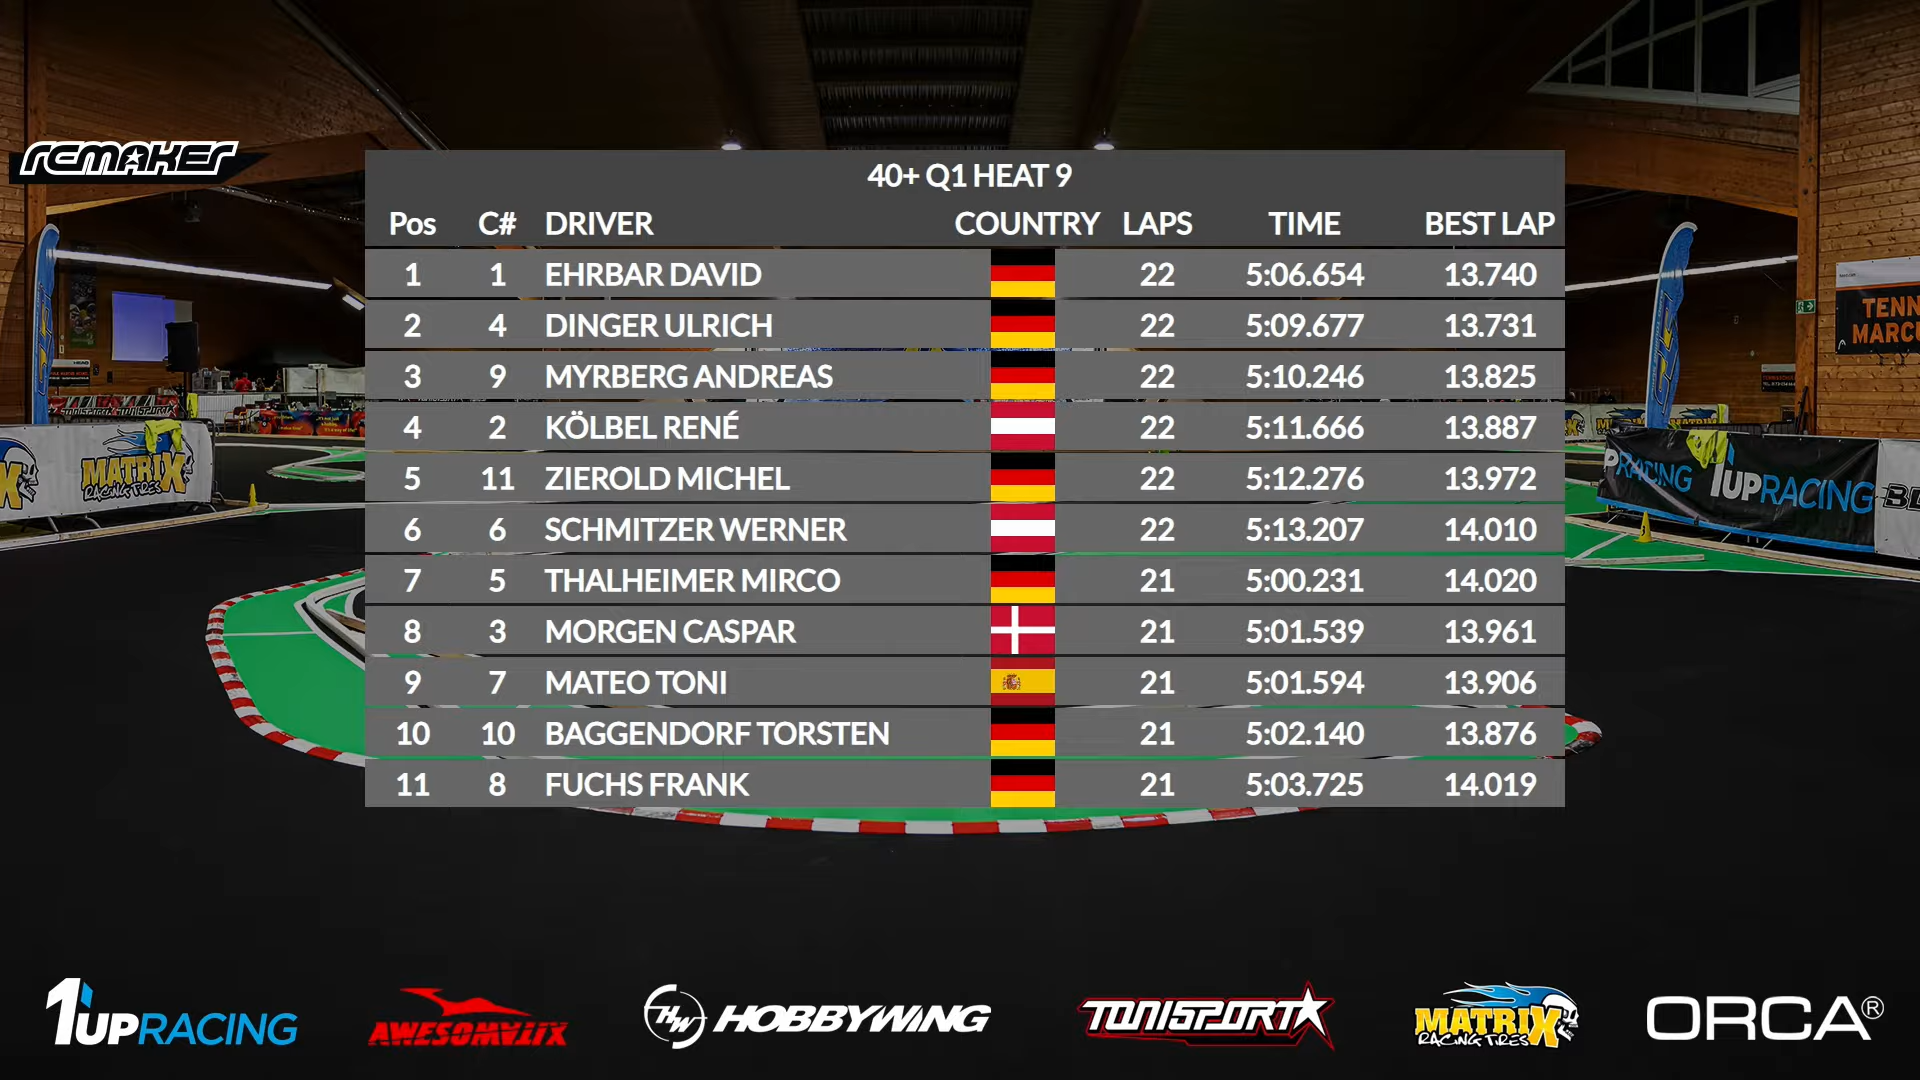 rcmaker
40+ Q1 HEAT 9
Pos C# DRIVER COUNTRY LAPS TIME BEST LAP
1 1 EHRBAR DAVID 22 5:06.654 13.740
2 4 DINGER ULRICH 22 5:09.677 13.731
3 9 MYRBERG ANDREAS 22 5:10.246 13.825
4 2 KÖLBEL RENÉ 22 5:11.666 13.887
5 11 ZIEROLD MICHEL 22 5:12.276 13.972
6 6 SCHMITZER WERNER 22 5:13.207 14.010
7 5 THALHEIMER MIRCO 21 5:00.231 14.020
8 3 MORGEN CASPAR 21 5:01.539 13.961
9 7 MATEO TONI 21 5:01.594 13.906
10 10 BAGGENDORF TORSTEN 21 5:02.140 13.876
11 8 FUCHS FRANK 21 5:03.725 14.019
TENN
MARCU
MATRIX
RACING TIRES
PRACING 1UPRACING
1UPRACING AWESOMATIX HW HOBBYWING TONISPORT MATRIX RACING TIRES ORCA®